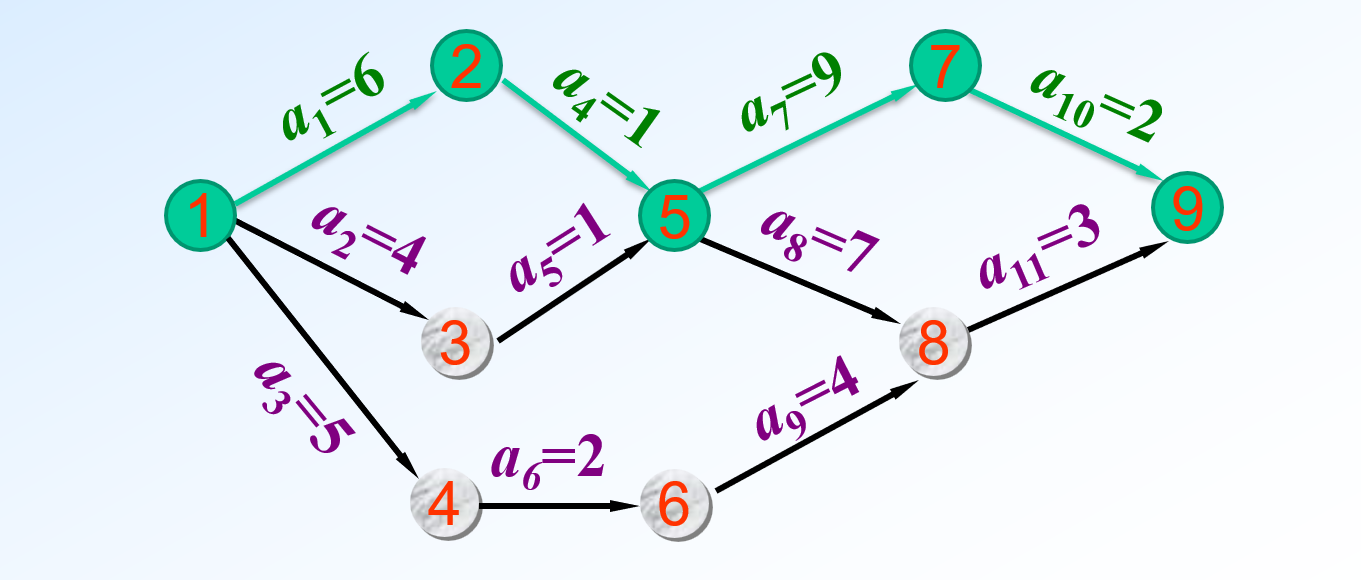 2
7
a₁=6
a₄=1
a₇=9
a₁₀=2
1
5
9
a₂=4
a₅=1
a₈=7
a₁₁=3
3
8
a₃=5
a₆=2
a₉=4
4
6